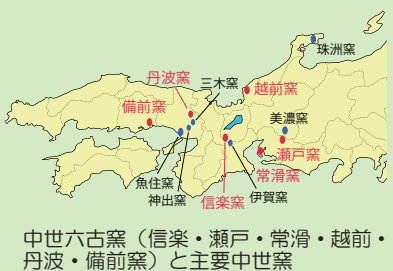 珠洲窯
丹波窯
三木窯
越前窯
備前窯
美濃窯
瀬戸窯
常滑窯
魚住窯
神出窯
信楽窯
伊賀窯
中世六古窯（信楽・瀬戸・常滑・越前・
丹波・備前窯）と主要中世窯